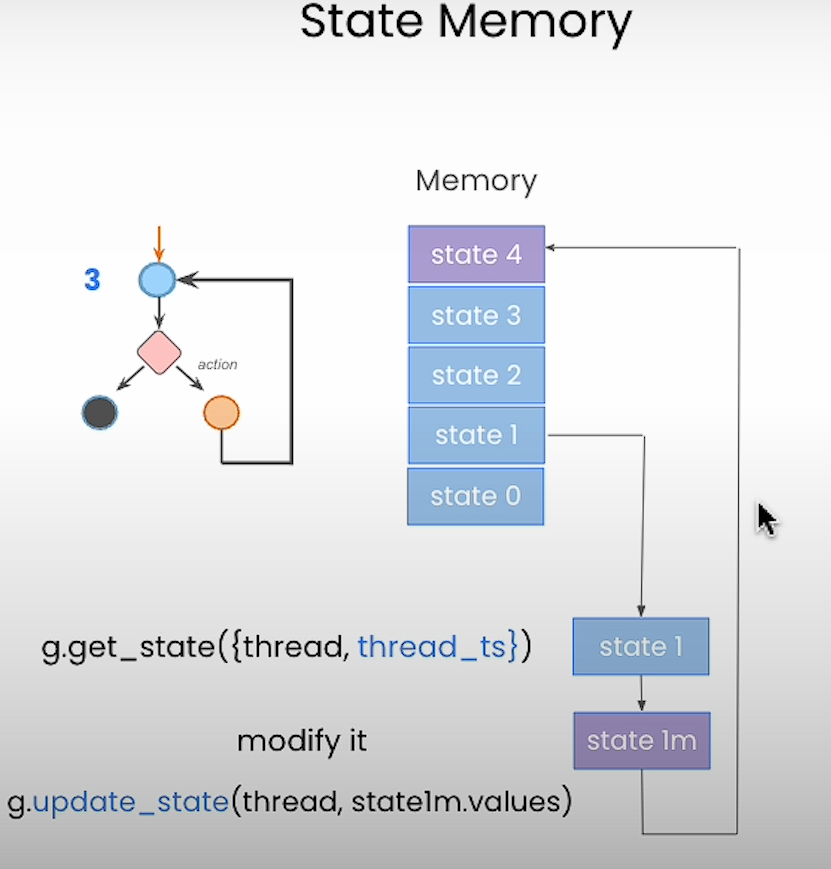 State Memory
Memory
3
action
state 4
state 3
state 2
state 1
state 0
g.get_state({thread, thread_ts})
state 1
modify it
state 1m
g.update_state(thread, state1m.values)